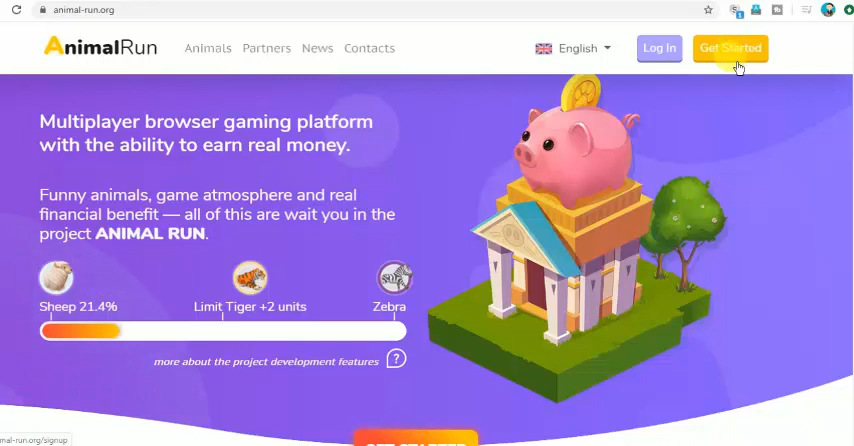 animal-run.org
AnimalRun
Animals Partners News Contacts
English
Log In
Get Started
Multiplayer browser gaming platform
with the ability to earn real money.
Funny animals, game atmosphere and real
financial benefit — all of this are wait you in the
project ANIMAL RUN.
Sheep 21.4% Limit Tiger +2 units Zebra
more about the project development features ?
GET STARTED
mal-run.org/signup